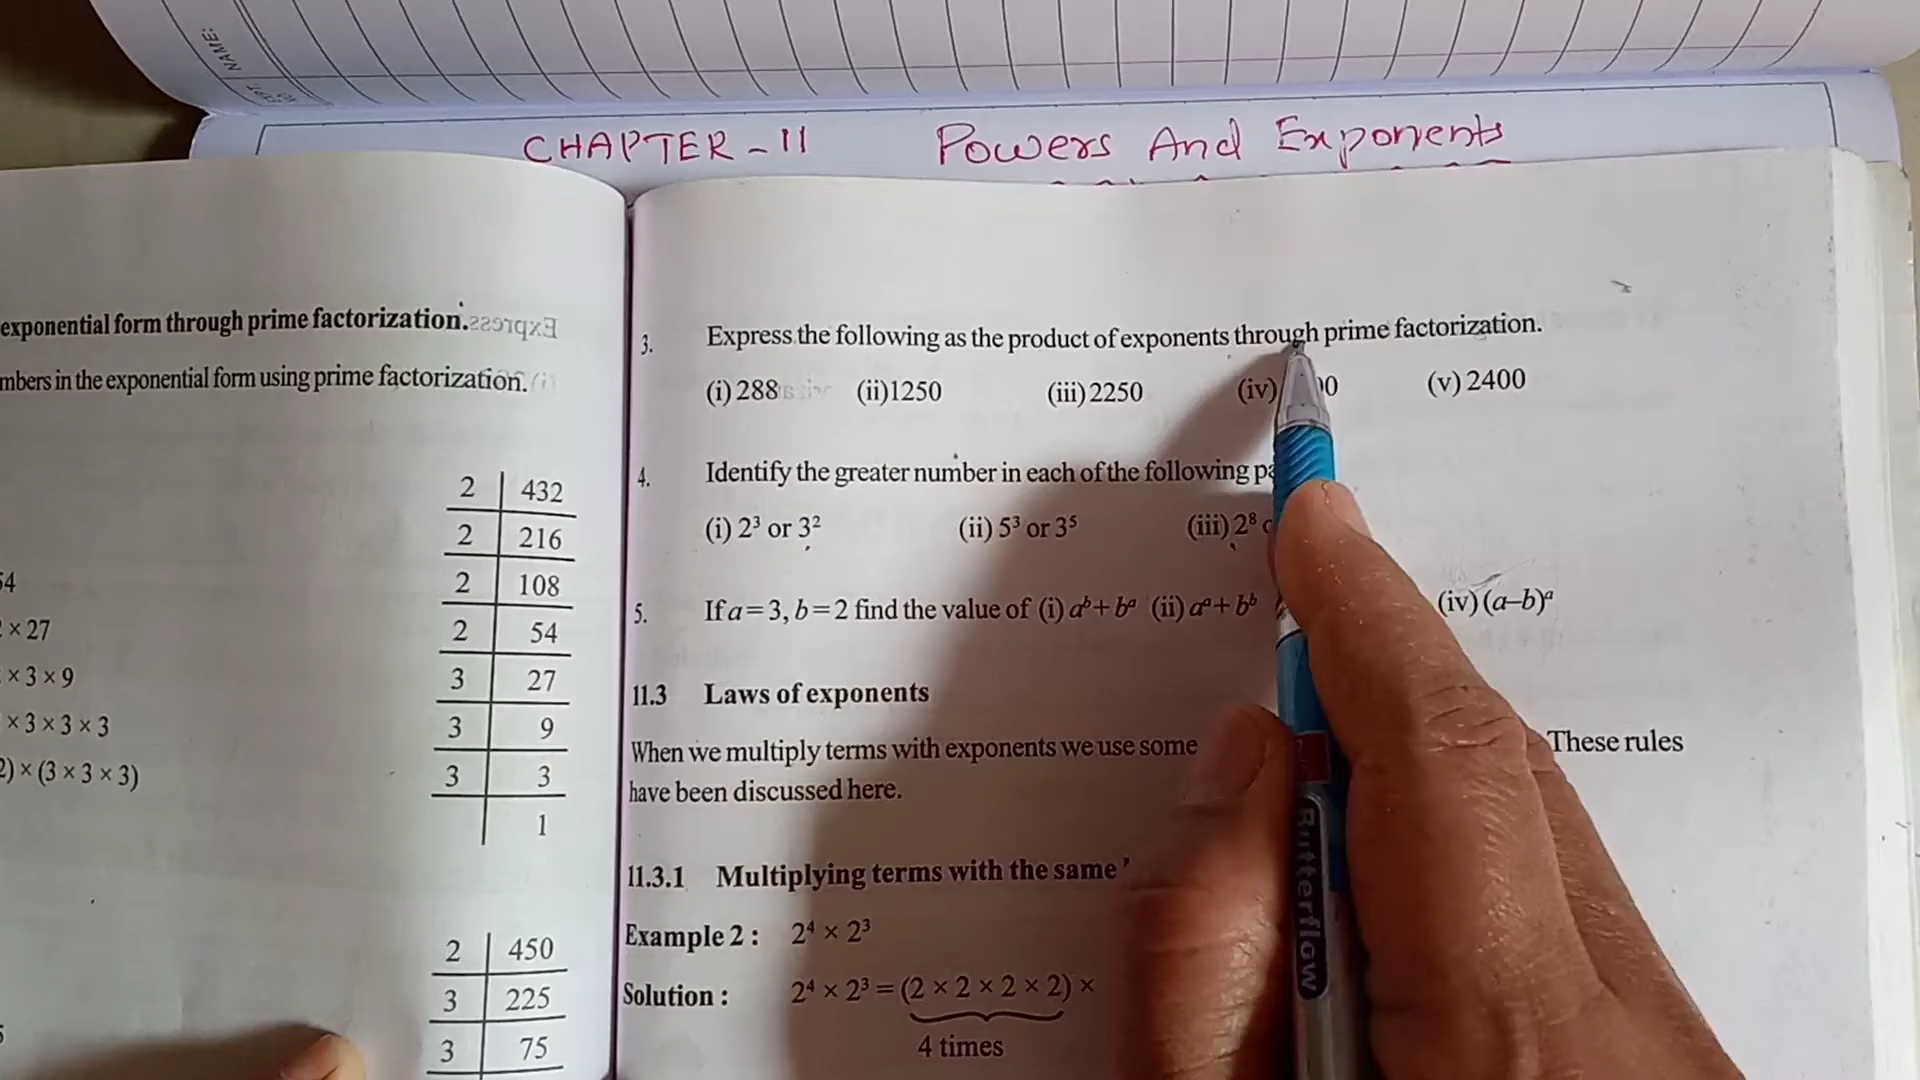 NAME:
CHAPTER - 11 Powers And Exponents
exponential form through prime factorization.
mbers in the exponential form using prime factorization.
54
× 27
× 3 × 9
× 3 × 3 × 3
2) × (3 × 3 × 3)
2 432
2 216
2 108
2 54
3 27
3 9
3 3
1
2 450
3 225
3 75
3. Express the following as the product of exponents through prime factorization.
(i) 288 (ii) 1250 (iii) 2250 (iv) (v) 2400
4. Identify the greater number in each of the following
(i) 2³ or 3² (ii) 5³ or 3⁵ (iii) 2⁸
5. If a = 3, b = 2 find the value of (i) aᵇ + bᵃ (ii) aᵃ + bᵇ (iv) (a–b)ᵃ
11.3 Laws of exponents
When we multiply terms with exponents we use some These rules
have been discussed here.
11.3.1 Multiplying terms with the same
Example 2 : 2⁴ × 2³
Solution : 2⁴ × 2³ = (2 × 2 × 2 × 2) ×
4 times
Butterflow